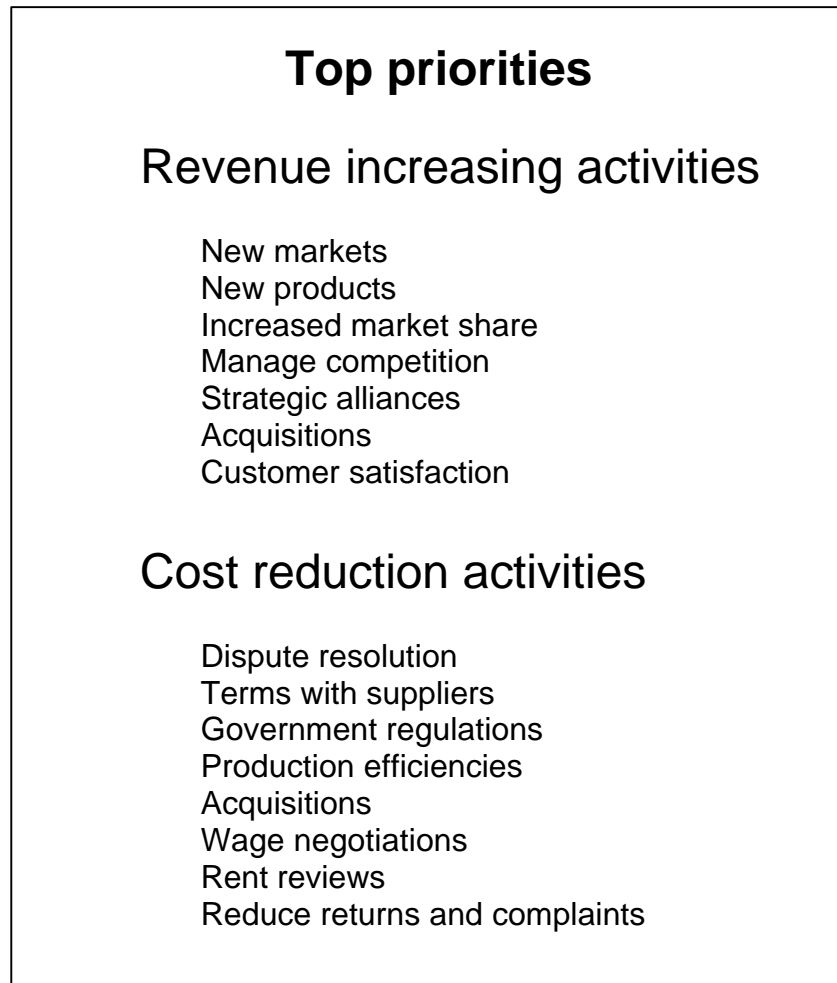 Top priorities
Revenue increasing activities
New markets
New products
Increased market share
Manage competition
Strategic alliances
Acquisitions
Customer satisfaction
Cost reduction activities
Dispute resolution
Terms with suppliers
Government regulations
Production efficiencies
Acquisitions
Wage negotiations
Rent reviews
Reduce returns and complaints